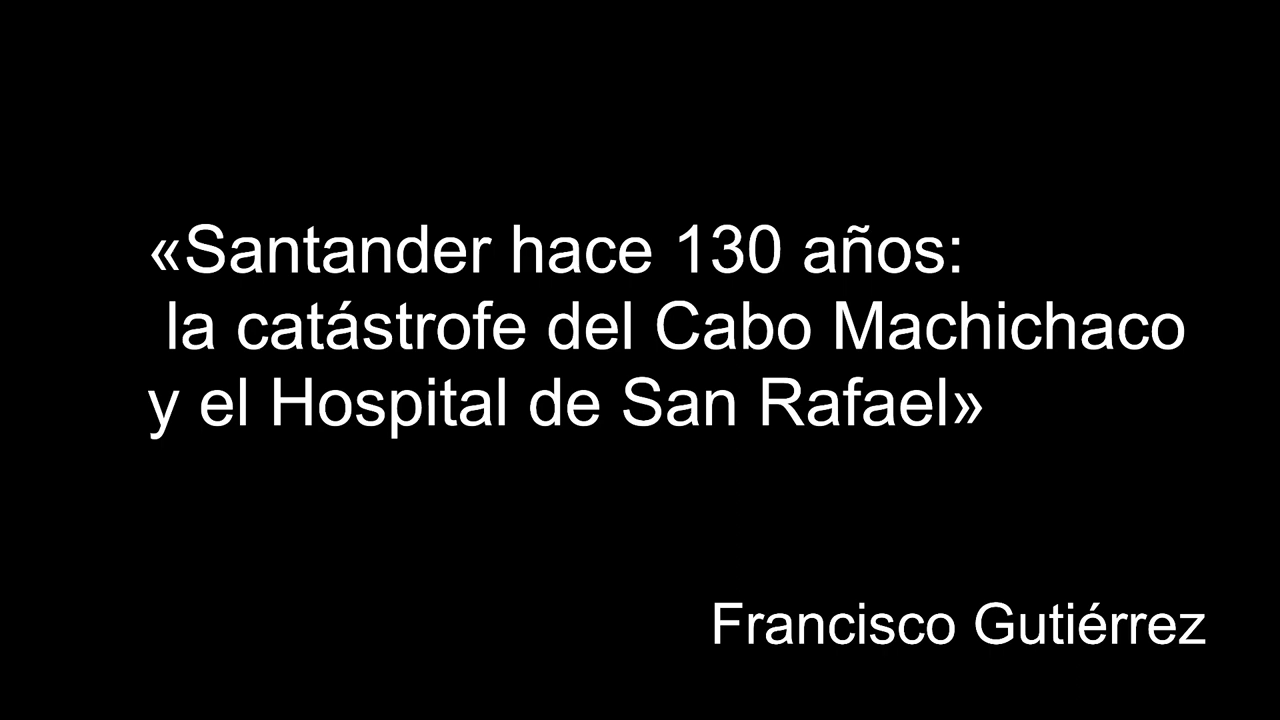 «Santander hace 130 años:
la catástrofe del Cabo Machichaco
y el Hospital de San Rafael»
Francisco Gutiérrez